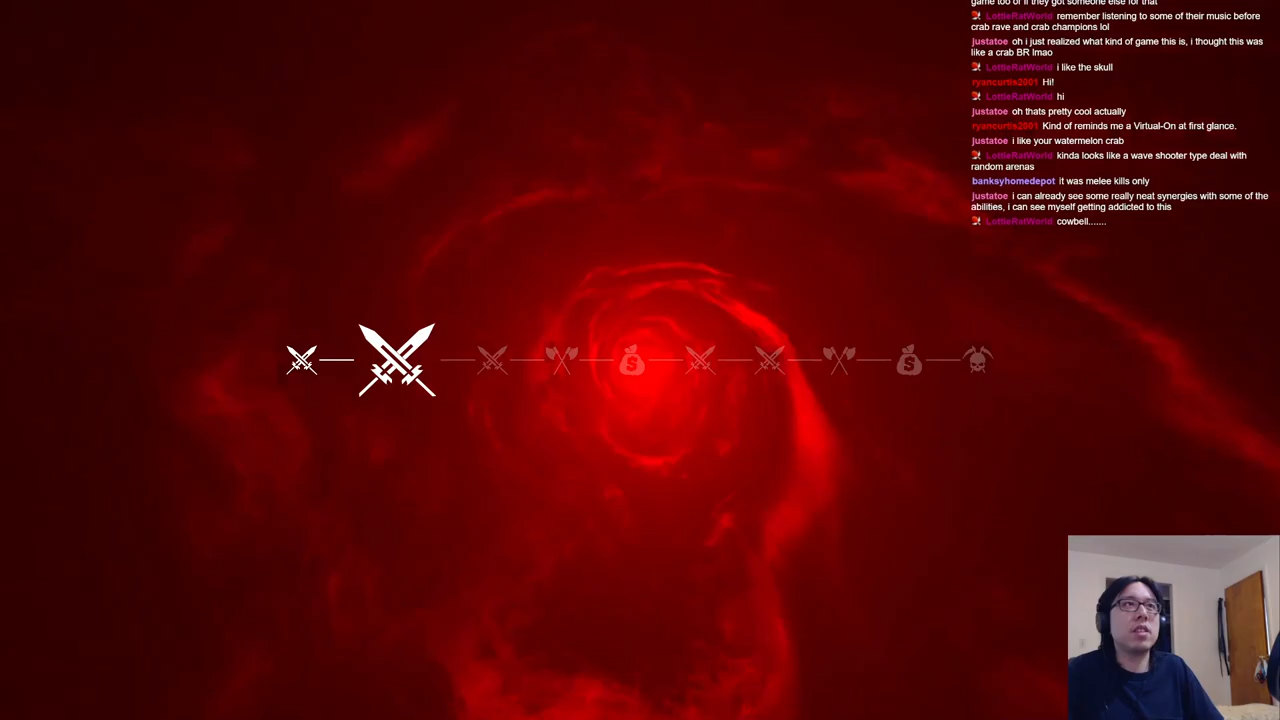 game too or if they got someone else for that
LottieRatWorld remember listening to some of their music before
crab rave and crab champions lol
justatoe oh i just realized what kind of game this is, i thought this was
like a crab BR lmao
LottieRatWorld i like the skull
ryancurtis2001 Hi!
LottieRatWorld hi
justatoe oh thats pretty cool actually
ryancurtis2001 Kind of reminds me a Virtual-On at first glance.
justatoe i like your watermelon crab
LottieRatWorld kinda looks like a wave shooter type deal with
random arenas
banksyhomedepot it was melee kills only
justatoe i can already see some really neat synergies with some of the
abilities, i can see myself getting addicted to this
LottieRatWorld cowbell.......
$
$